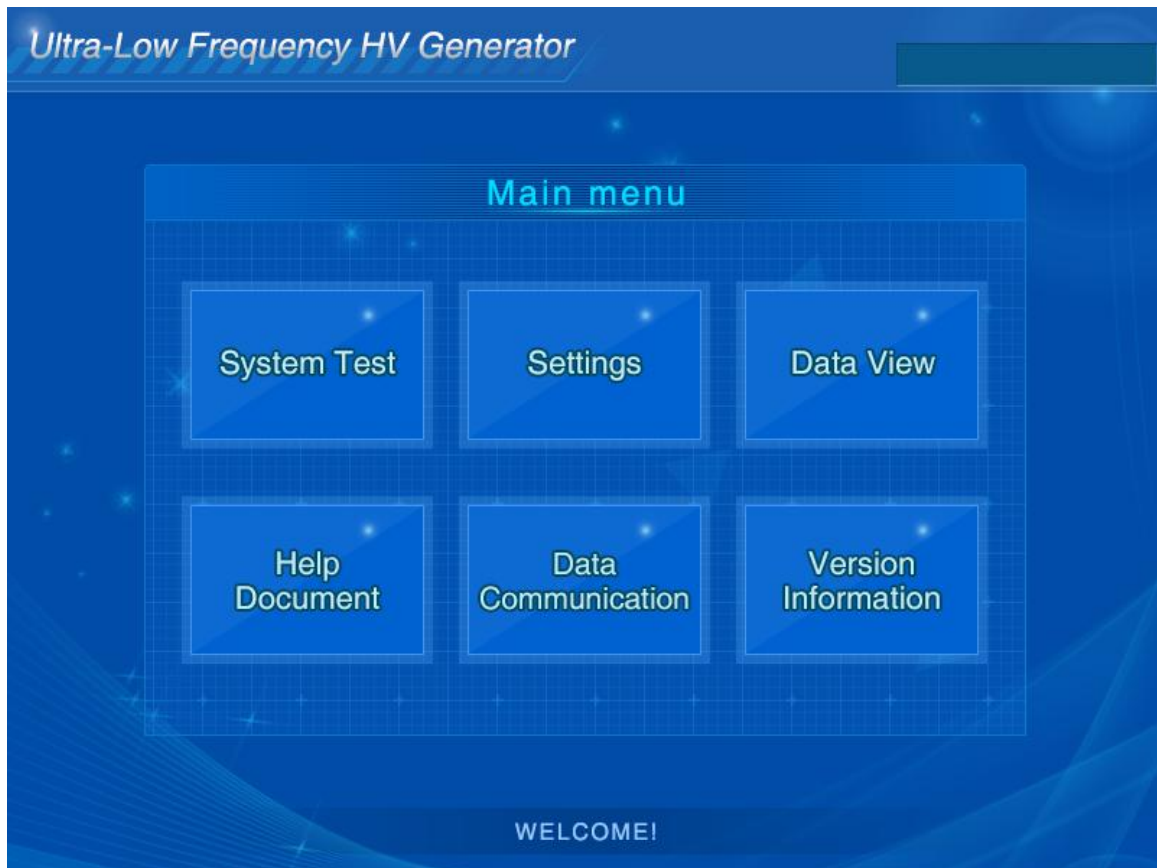 Ultra-Low Frequency HV Generator
Main menu
System Test
Settings
Data View
Help
Document
Data
Communication
Version
Information
WELCOME!